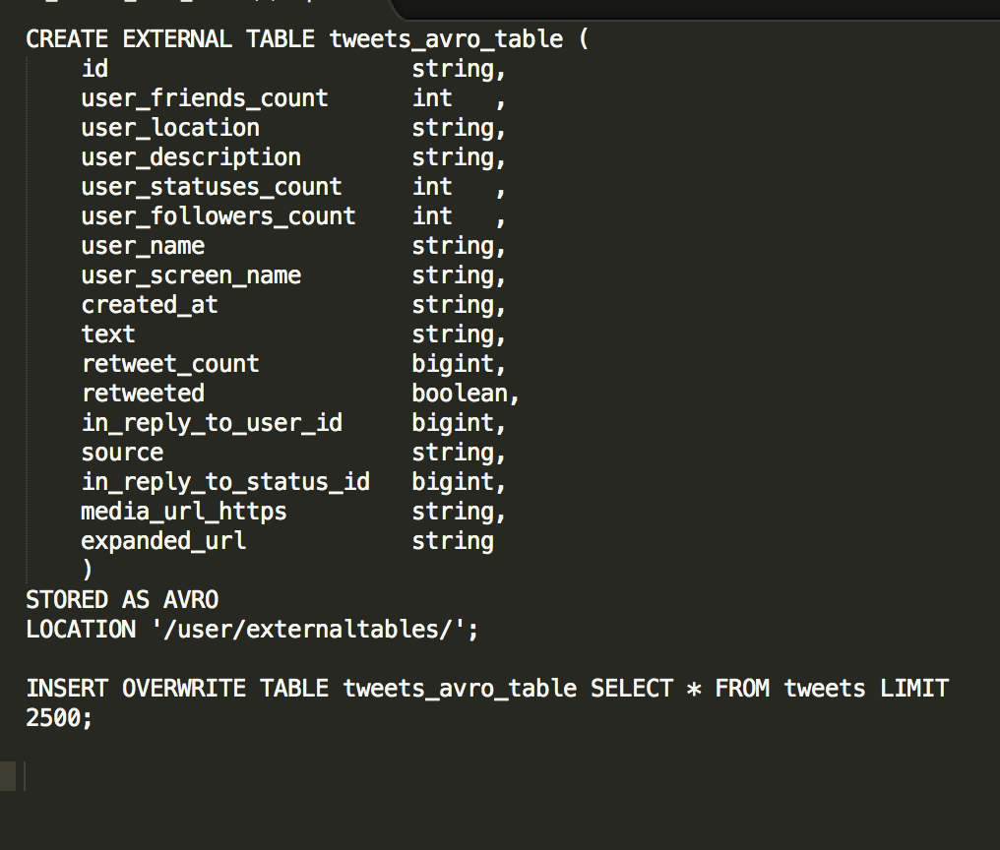 CREATE EXTERNAL TABLE tweets_avro_table (
    id                      string,
    user_friends_count      int   ,
    user_location           string,
    user_description        string,
    user_statuses_count     int   ,
    user_followers_count    int   ,
    user_name               string,
    user_screen_name        string,
    created_at              string,
    text                    string,
    retweet_count           bigint,
    retweeted               boolean,
    in_reply_to_user_id     bigint,
    source                  string,
    in_reply_to_status_id   bigint,
    media_url_https         string,
    expanded_url            string
    )
STORED AS AVRO
LOCATION '/user/externaltables/';
INSERT OVERWRITE TABLE tweets_avro_table SELECT * FROM tweets LIMIT
2500;